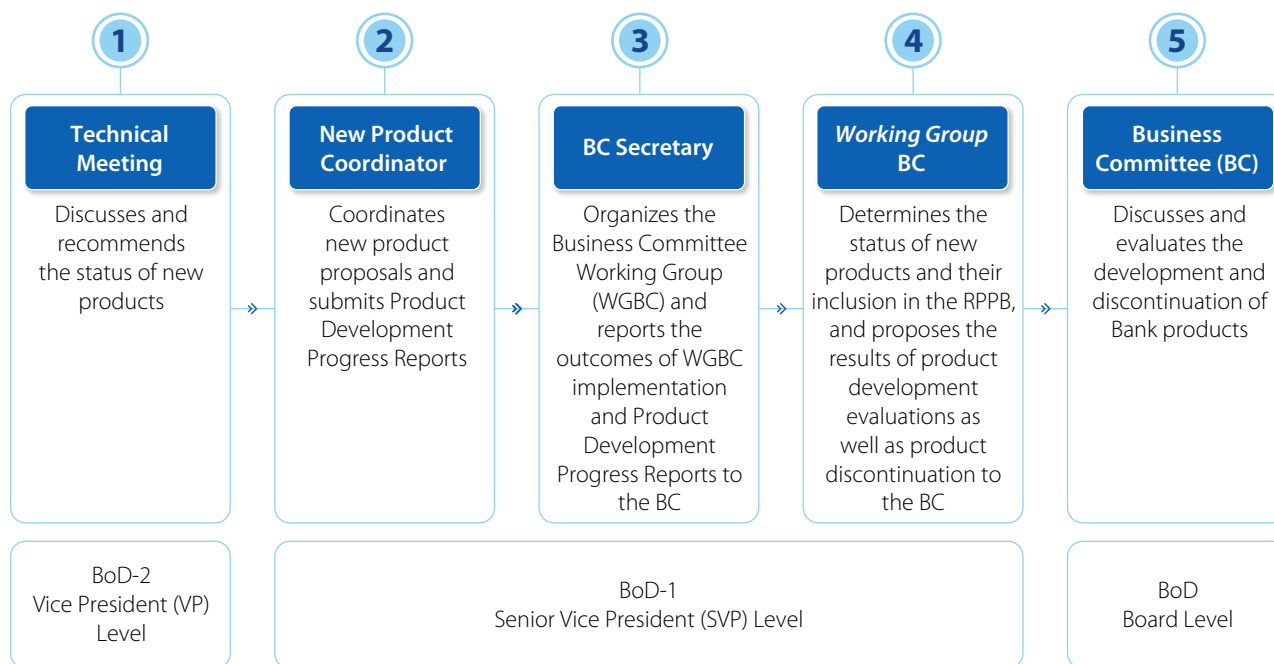 1
Technical
Meeting
Discusses and
recommends
the status of new
products
2
New Product
Coordinator
Coordinates
new product
proposals and
submits Product
Development
Progress Reports
3
BC Secretary
Organizes the
Business Committee
Working Group
(WGBC) and
reports the
outcomes of WGBC
implementation
and Product
Development
Progress Reports to
the BC
4
Working Group
BC
Determines the
status of new
products and their
inclusion in the RPPB,
and proposes the
results of product
development
evaluations as
well as product
discontinuation to
the BC
5
Business
Committee (BC)
Discusses and
evaluates the
development and
discontinuation of
Bank products
BoD-2
Vice President (VP)
Level
BoD-1
Senior Vice President (SVP) Level
BoD
Board Level